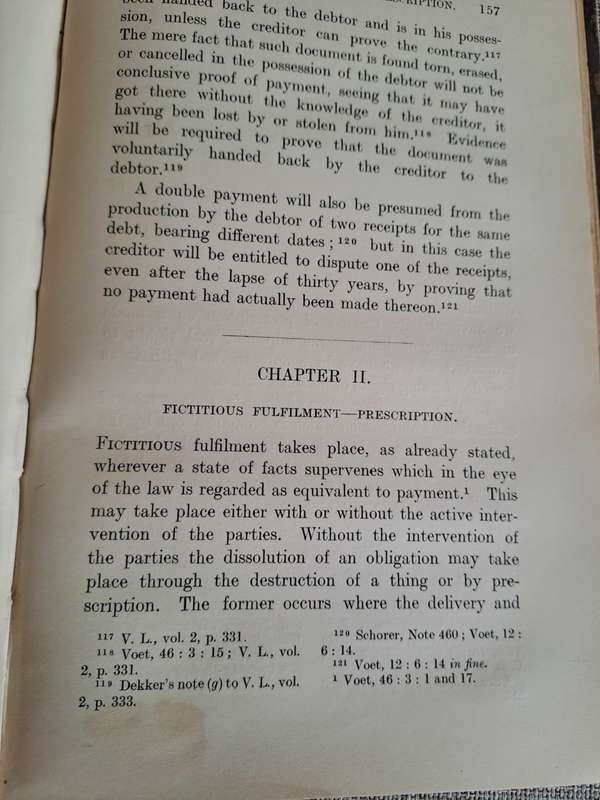 SCRIPTION. 157
been handed back to the debtor and is in his posses-
sion, unless the creditor can prove the contrary.¹¹⁷
The mere fact that such document is found torn, erased,
or cancelled in the possession of the debtor will not be
conclusive proof of payment, seeing that it may have
got there without the knowledge of the creditor, it
having been lost by or stolen from him.¹¹⁸ Evidence
will be required to prove that the document was
voluntarily handed back by the creditor to the
debtor.¹¹⁹
A double payment will also be presumed from the
production by the debtor of two receipts for the same
debt, bearing different dates ; ¹²⁰ but in this case the
creditor will be entitled to dispute one of the receipts,
even after the lapse of thirty years, by proving that
no payment had actually been made thereon.¹²¹
CHAPTER II.
FICTITIOUS FULFILMENT—PRESCRIPTION.
FICTITIOUS fulfilment takes place, as already stated,
wherever a state of facts supervenes which in the eye
of the law is regarded as equivalent to payment.¹ This
may take place either with or without the active inter-
vention of the parties. Without the intervention of
the parties the dissolution of an obligation may take
place through the destruction of a thing or by pre-
scription. The former occurs where the delivery and
¹¹⁷ V. L., vol. 2, p. 331.
¹¹⁸ Voet, 46 : 3 : 15 ; V. L., vol.
2, p. 331.
¹¹⁹ Dekker's note (g) to V. L., vol.
2, p. 333.
¹²⁰ Schorer, Note 460 ; Voet, 12 :
6 : 14.
¹²¹ Voet, 12 : 6 : 14 in fine.
¹ Voet, 46 : 3 : 1 and 17.